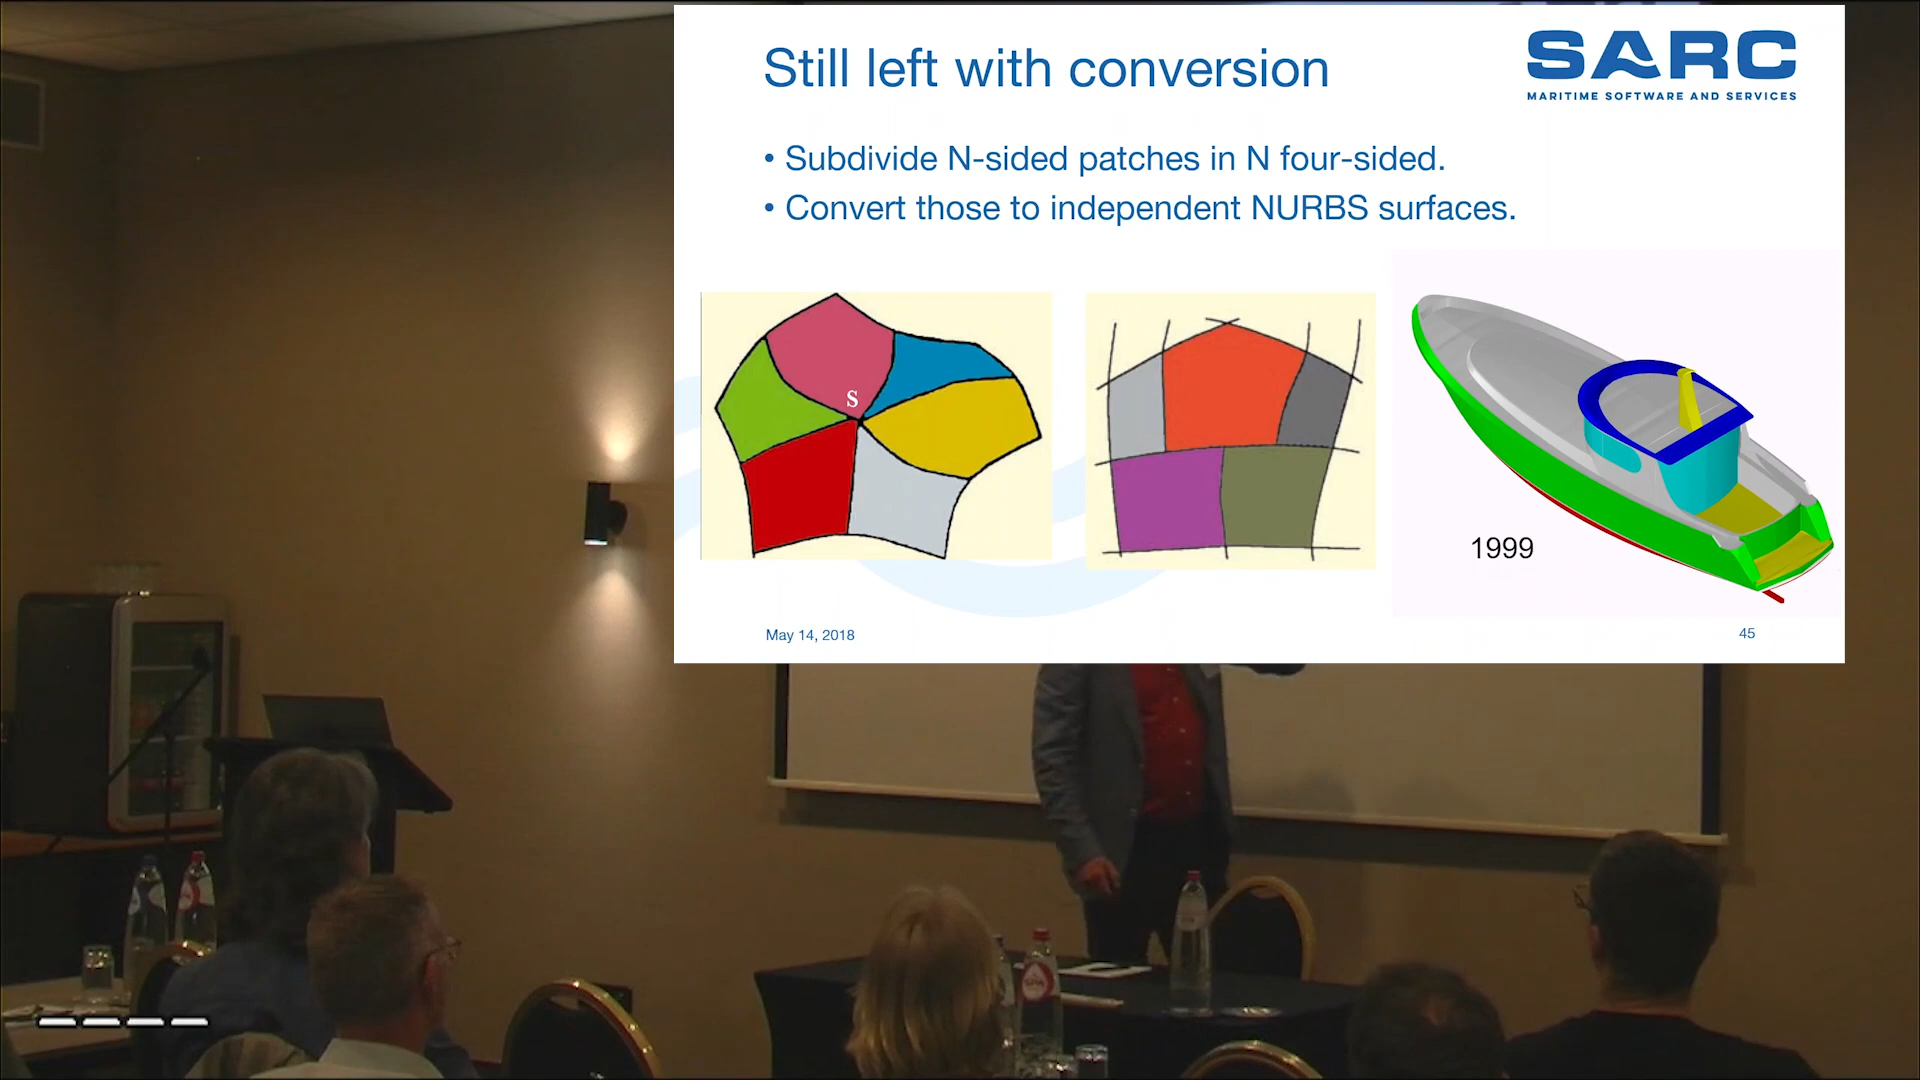 Still left with conversion
SARC
MARITIME SOFTWARE AND SERVICES
• Subdivide N-sided patches in N four-sided.
• Convert those to independent NURBS surfaces.
S
1999
May 14, 2018
45
SPA